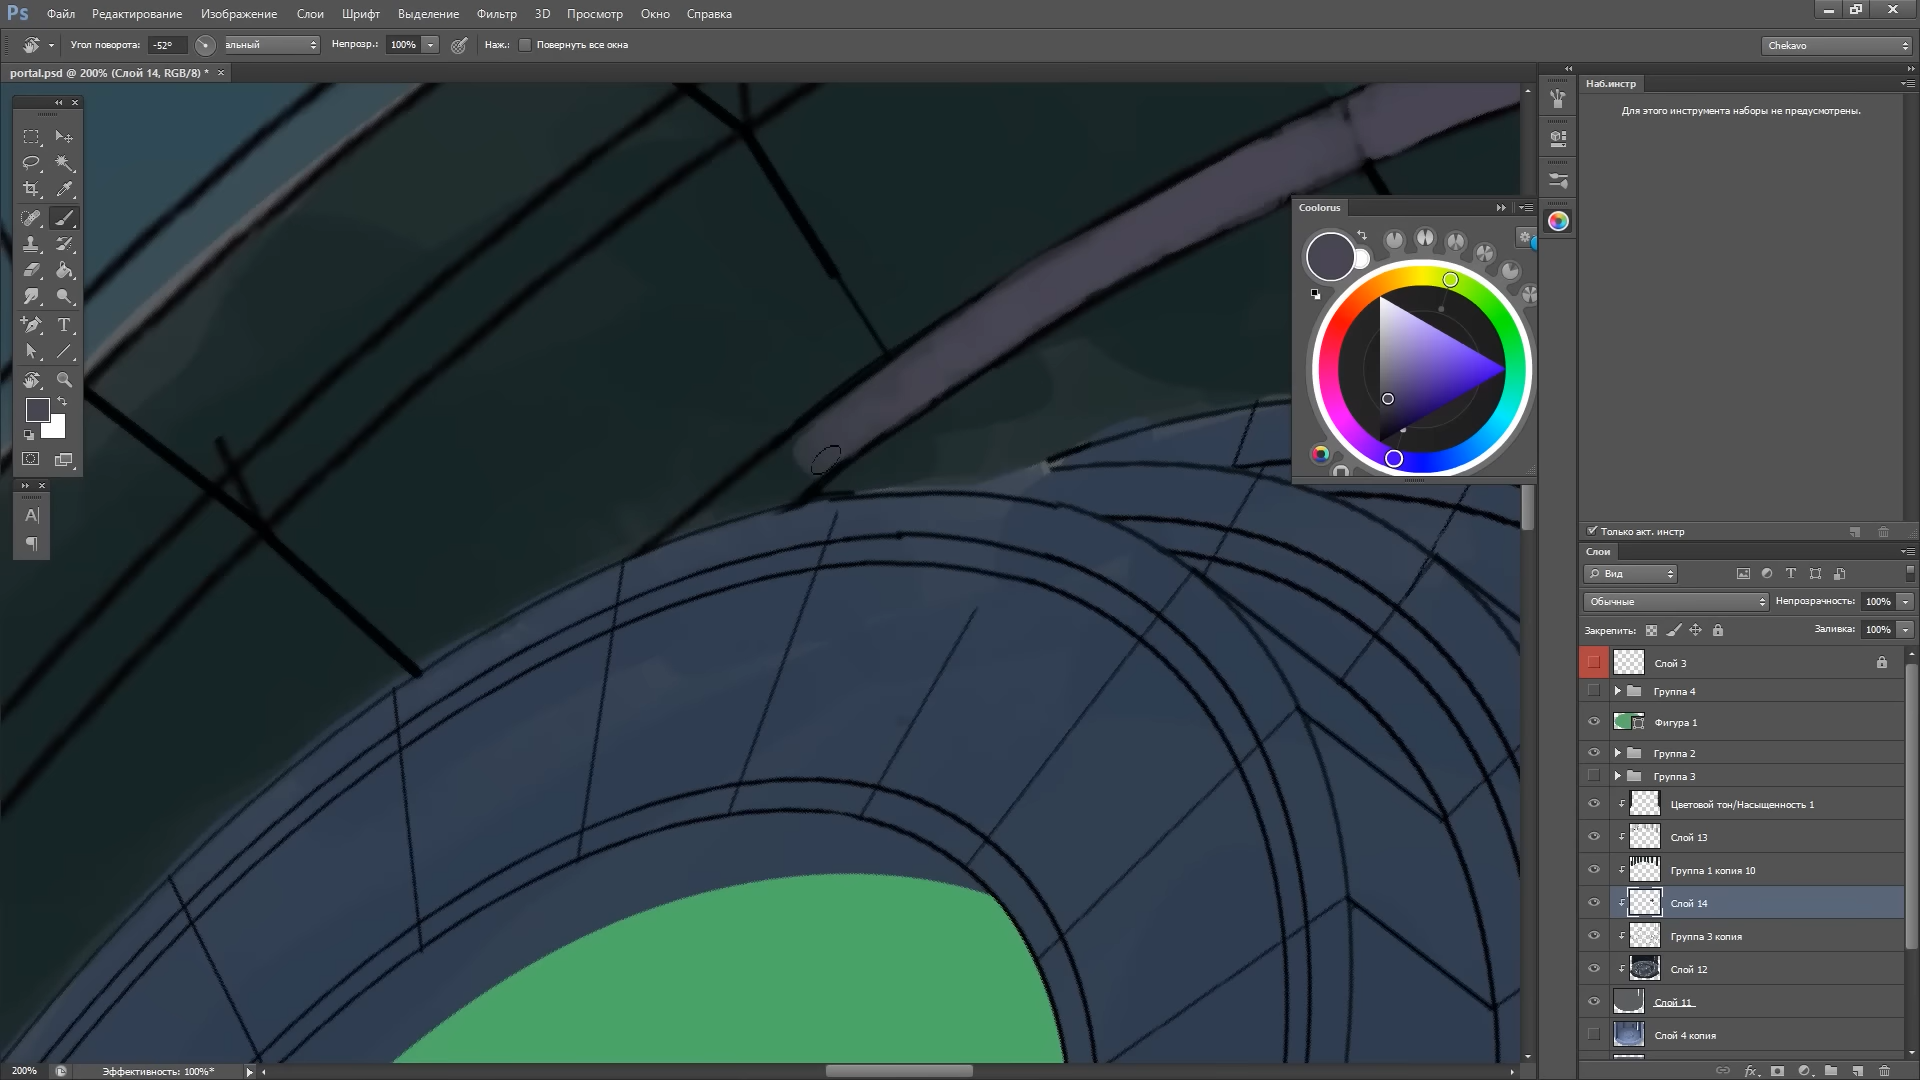 Ps Файл Редактирование Изображение Слои Шрифт Выделение Фильтр 3D Просмотр Окно Справка
Угол поворота: -52° альный Непрозр.: 100% Наж.: Повернуть все окна Chekavo
portal.psd @ 200% (Слой 14, RGB/8) * ×
Наб.инстр
Для этого инструмента наборы не предусмотрены.
Coolorus
T
A
Только акт. инстр
Слои
Вид T
Обычные Непрозрачность: 100%
Закрепить: Заливка: 100%
Слой 3
Группа 4
Фигура 1
Группа 2
Группа 3
Цветовой тон/Насыщенность 1
Слой 13
Группа 1 копия 10
Слой 14
Группа 3 копия
Слой 12
Слой 11
Слой 4 копия
200% Эффективность: 100%* fx